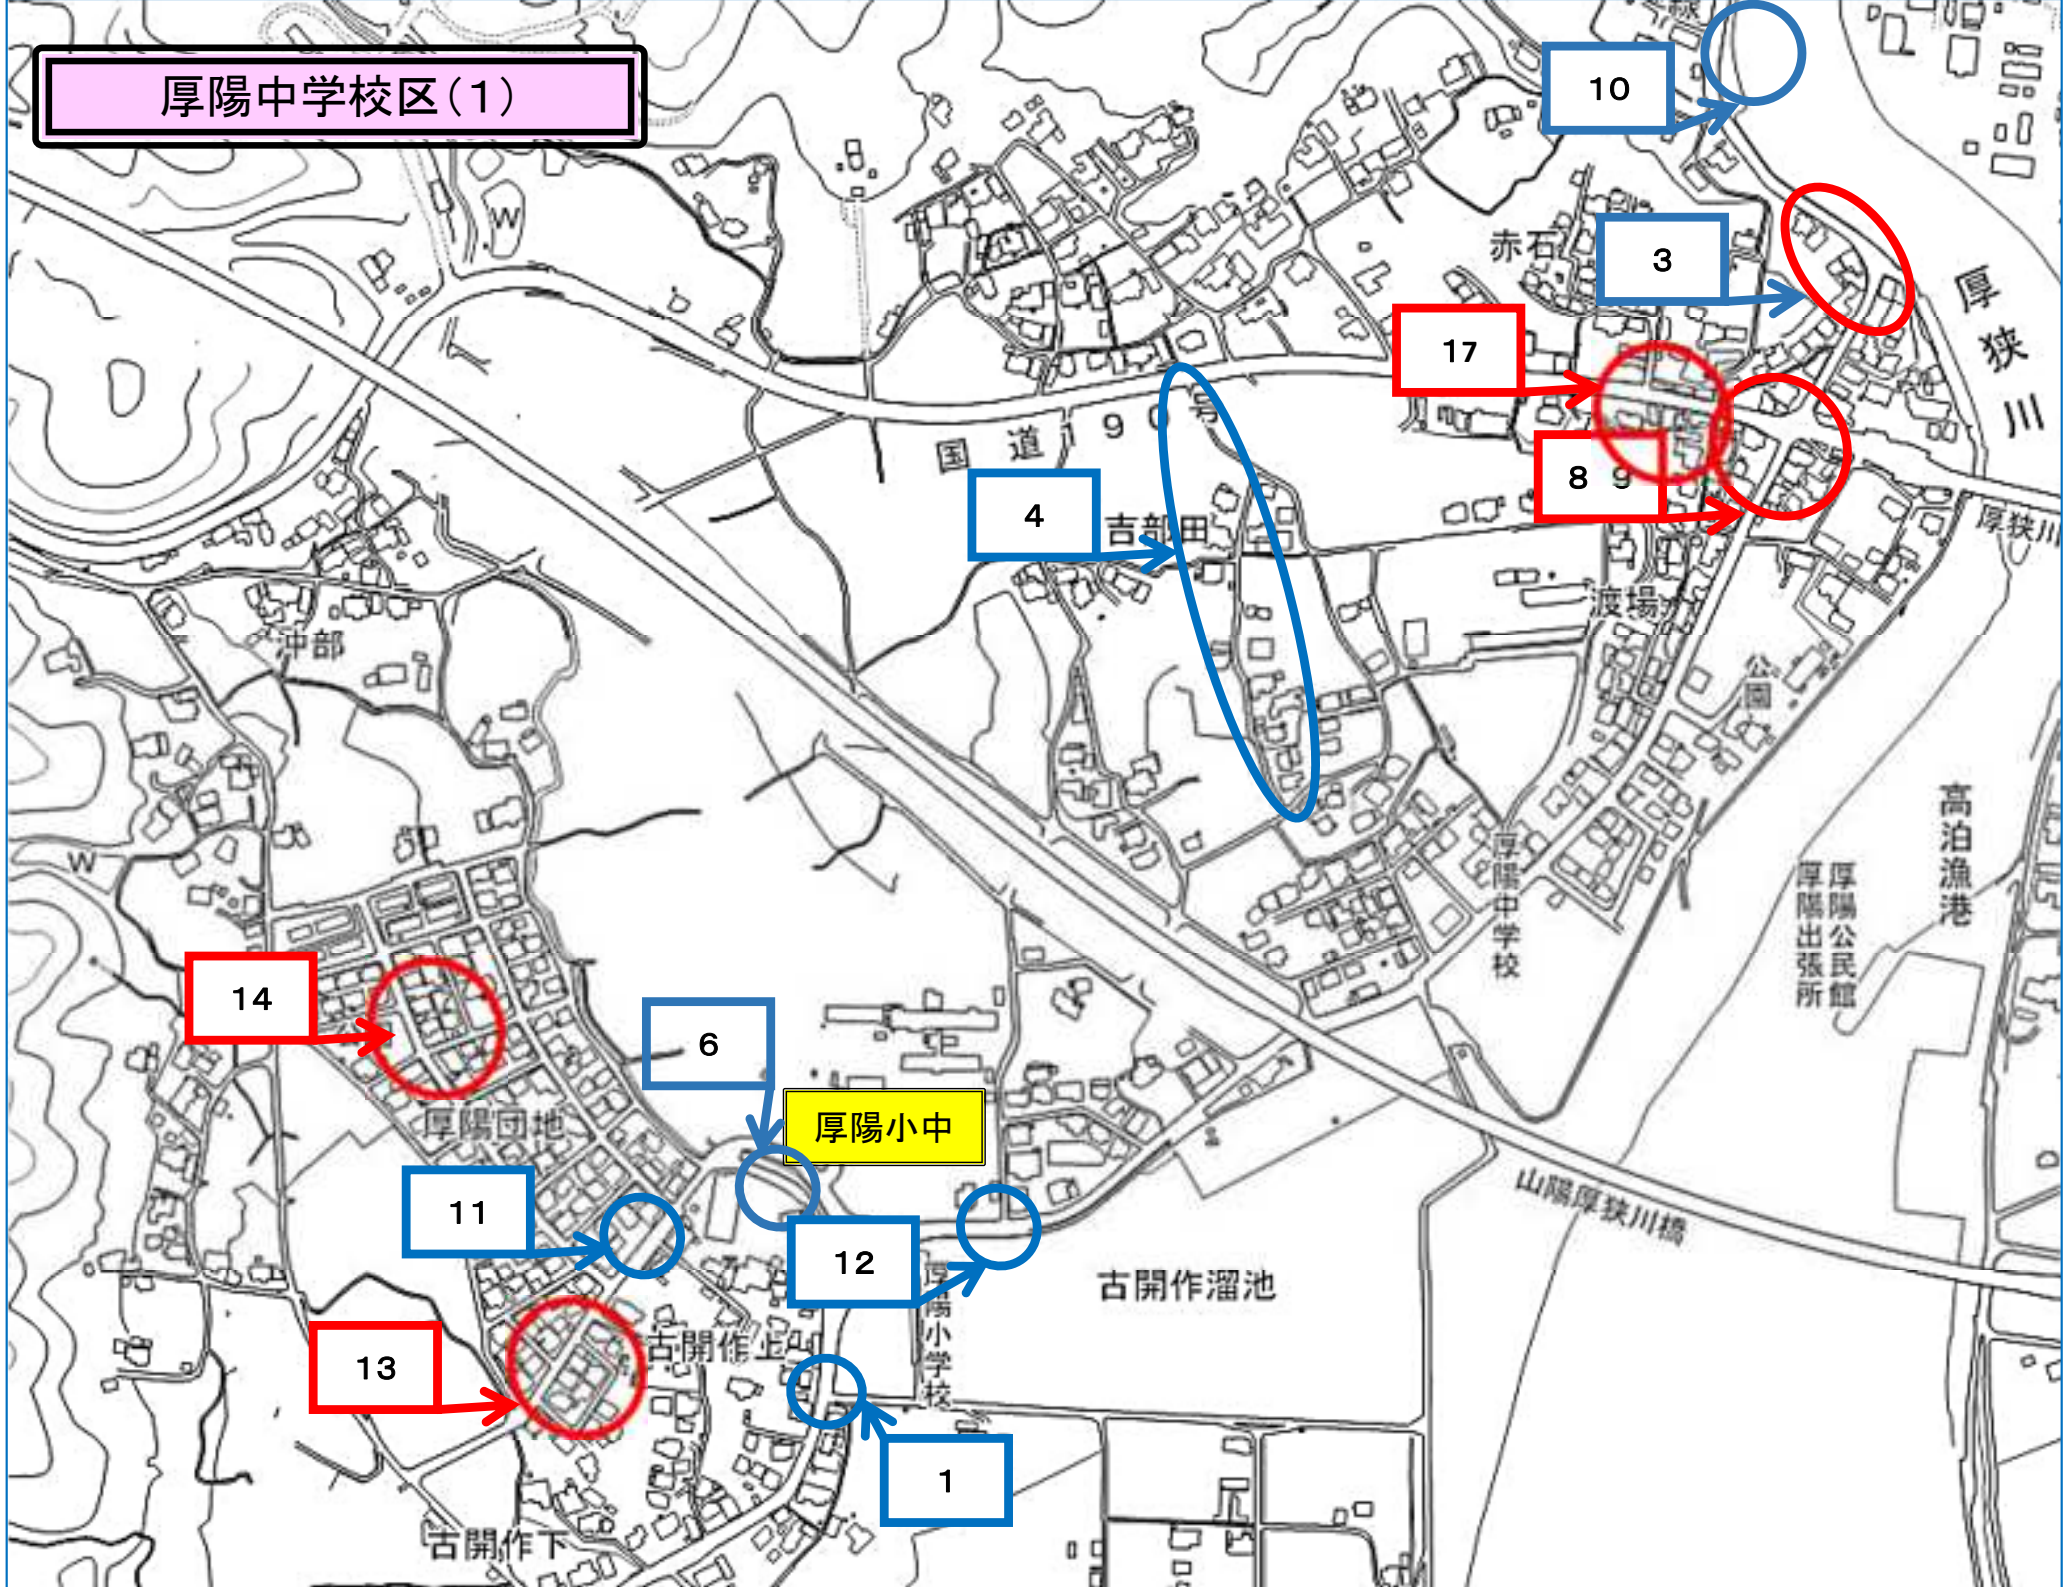 厚陽中学校区(1)
10
W
赤石
3
厚狭川
17
国道190号
8 9
4
吉部田
厚狭川
渡場
沖部
公園
高泊漁港
W
厚陽中学校
厚陽公民館
厚陽出張所
14
6
厚陽小中
厚陽団地
11
山陽厚狭川橋
12
古開作溜池
厚陽小学校
13
古開作上
1
古開作下